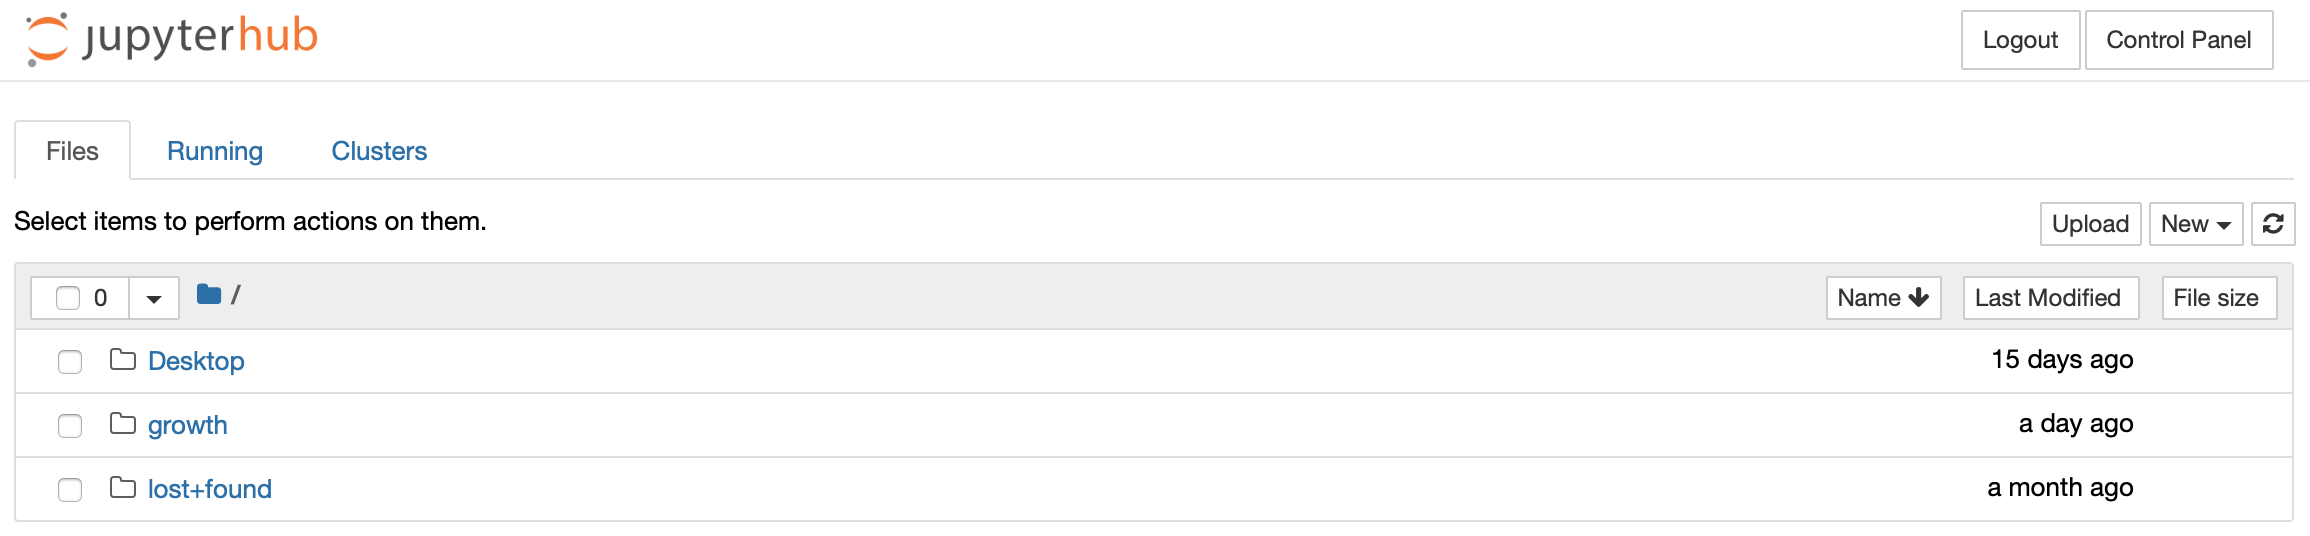 jupyterhub
Logout Control Panel
Files Running Clusters
Select items to perform actions on them.
Upload New
0 / Name Last Modified File size
Desktop 15 days ago
growth a day ago
lost+found a month ago